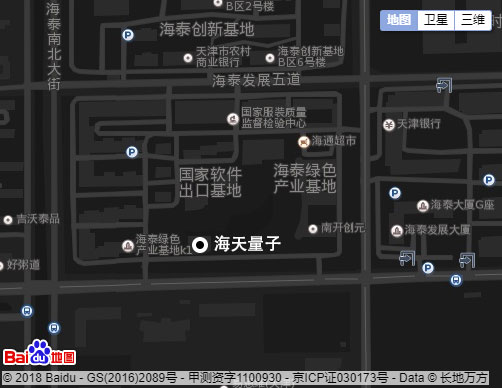 B区2号楼
地图 卫星 三维
海泰南北大街
海泰创新基地
天津市农村
商业银行
海泰创新基地
B区6号楼
海泰发展五道
国家服装质量
监督检验中心
天津银行
海通超市
国家软件
出口基地
海泰绿色
产业基地
海泰大厦G座
吉沃泰品
南开创元
海泰发展大厦
海泰绿色
产业基地k1
海天量子
好粥道
Bai du 地图
© 2018 Baidu - GS(2016)2089号 - 甲测资字1100930 - 京ICP证030173号 - Data © 长地万方